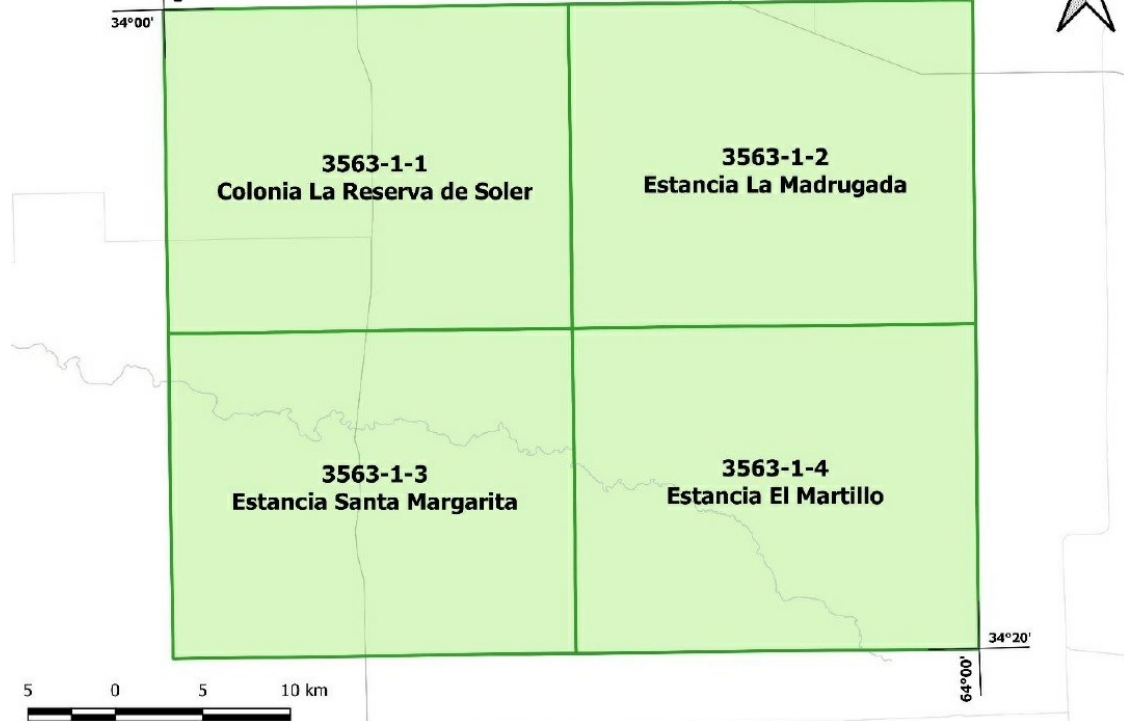 34°00'
3563-1-1
Colonia La Reserva de Soler
3563-1-2
Estancia La Madrugada
3563-1-3
Estancia Santa Margarita
3563-1-4
Estancia El Martillo
34°20'
64°00'
5 0 5 10 km